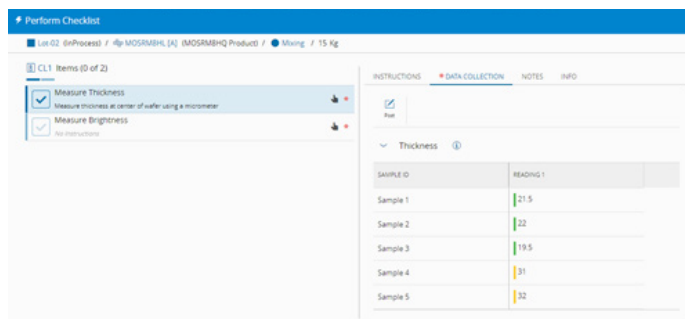 Perform Checklist
Lot-02 (InProcess) / MOSRM8HL [A] (MOSRM8HQ Product) / Mixing / 15 Kg
CL1 Items (0 of 2)
Measure Thickness
Measure thickness at center of wafer using a micrometer
Measure Brightness
No instructions
INSTRUCTIONS * DATA COLLECTION NOTES INFO
Post
Thickness
SAMPLE ID READING 1
Sample 1 21.5
Sample 2 22
Sample 3 19.5
Sample 4 31
Sample 5 32